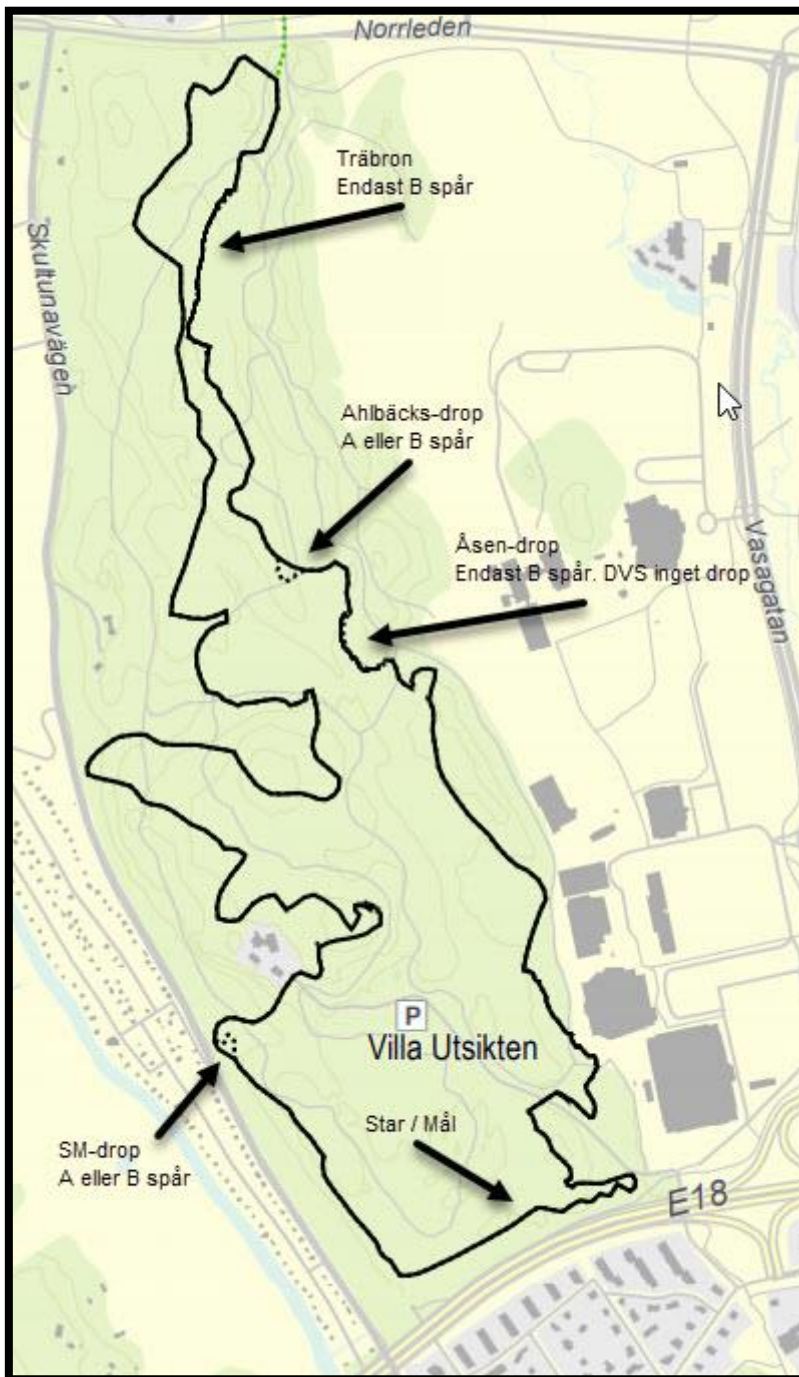 Norrleden
Träbron
Endast B spår
Skultunavägen
Ahlbäcks-drop
A eller B spår
Åsen-drop
Endast B spår. DVS inget drop
Vasagatan
P
Villa Utsikten
Star / Mål
SM-drop
A eller B spår
E18